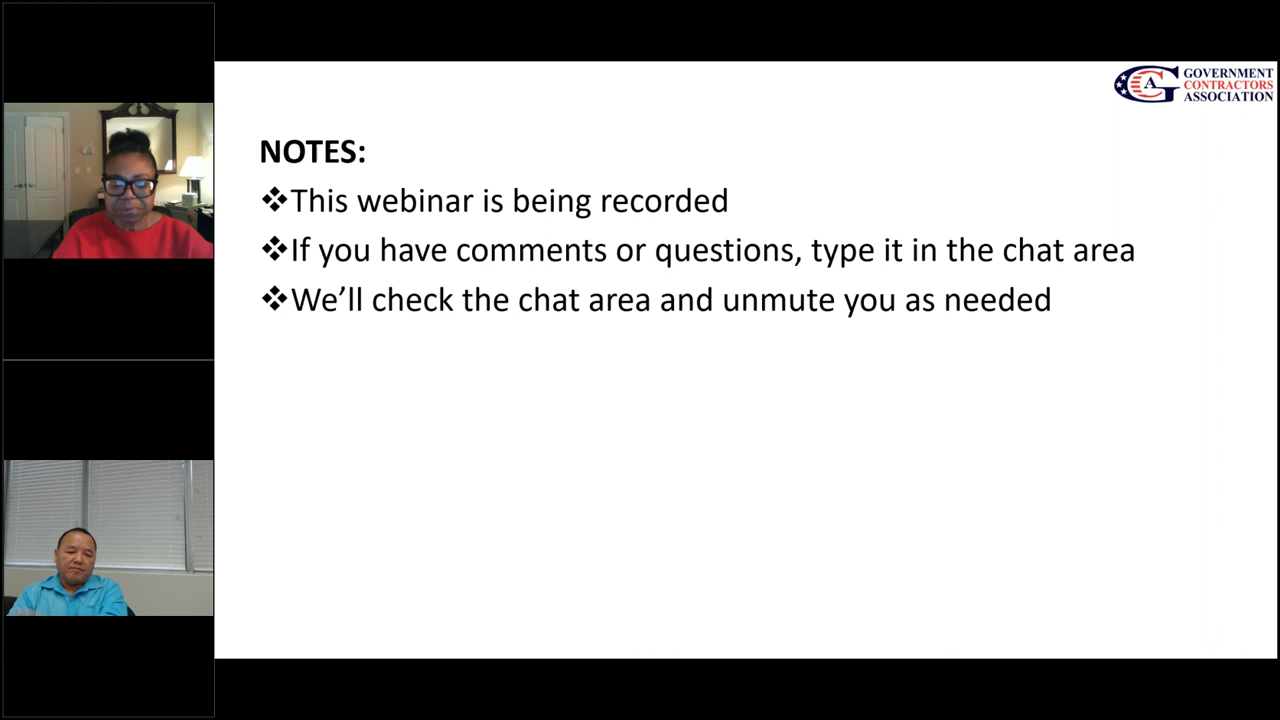 GOVERNMENT
CONTRACTORS
ASSOCIATION
GCA
NOTES:
❖This webinar is being recorded
❖If you have comments or questions, type it in the chat area
❖We’ll check the chat area and unmute you as needed